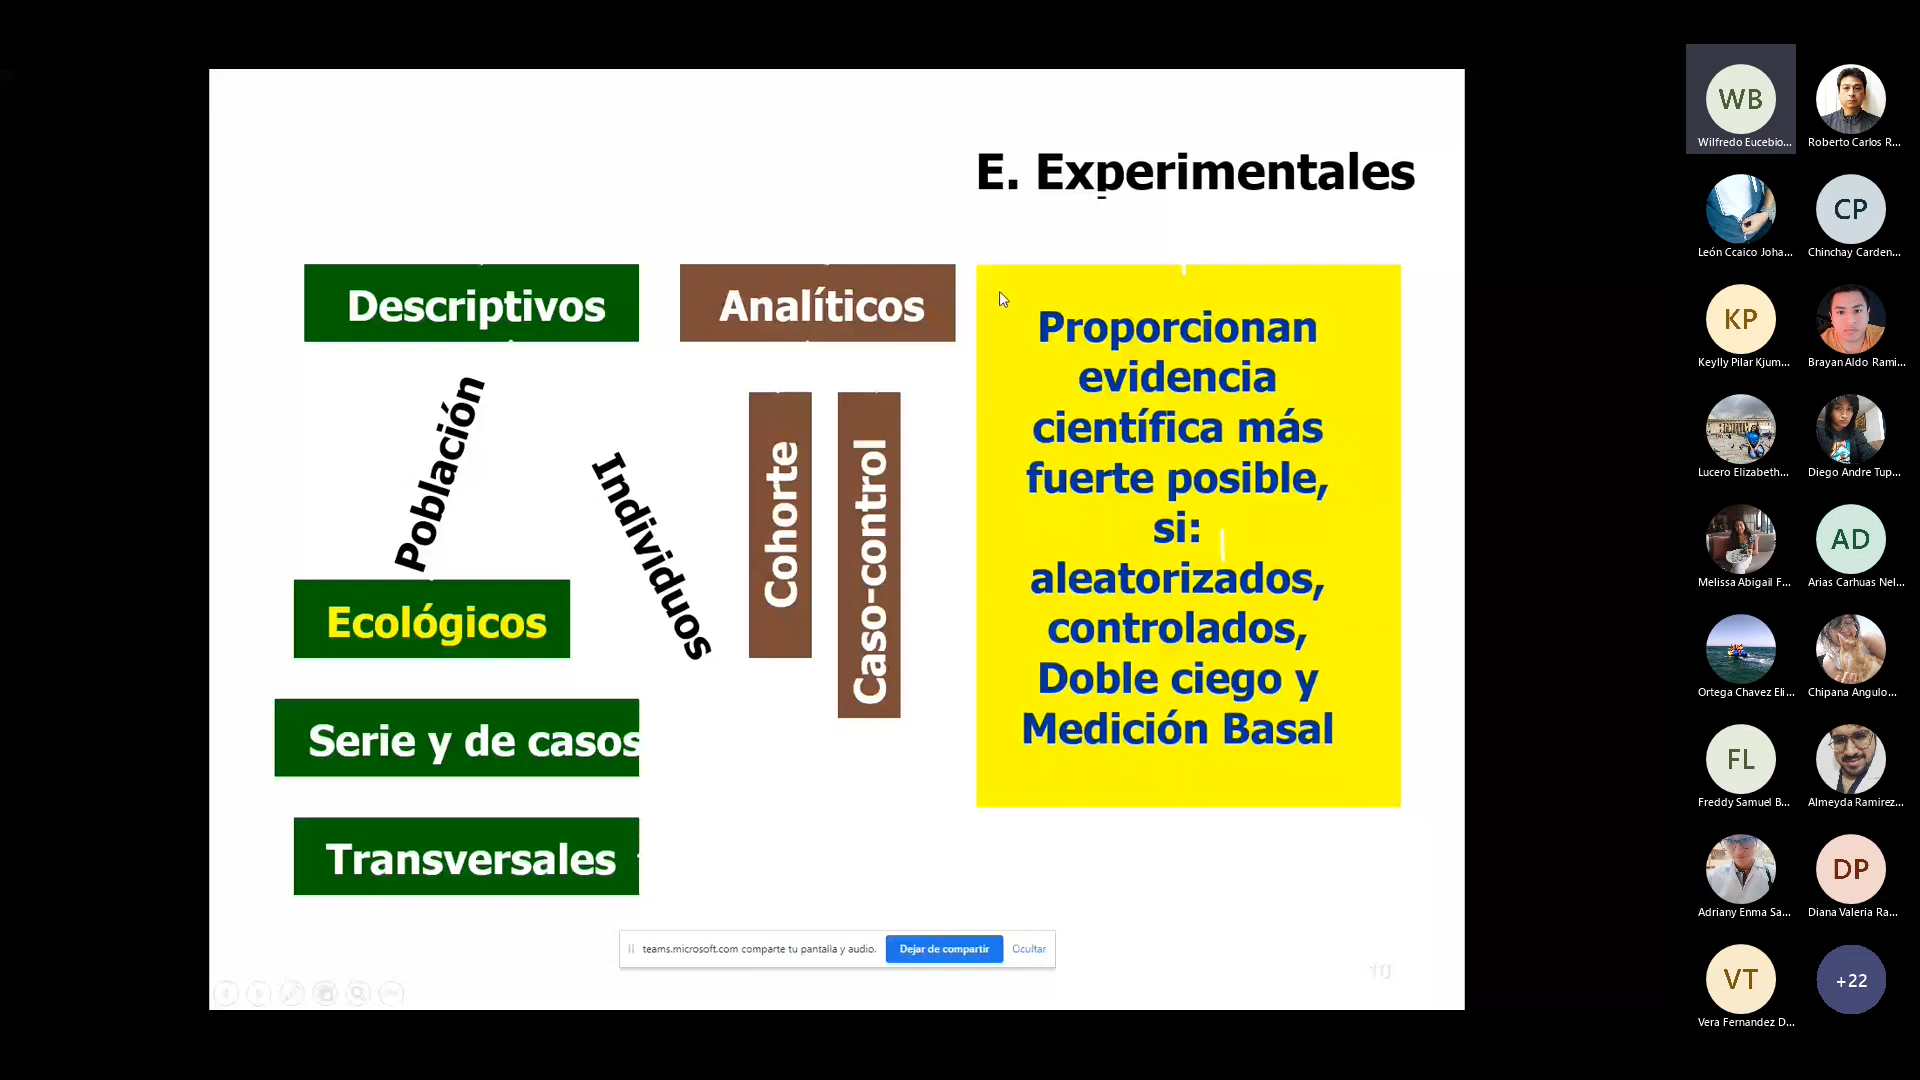 E. Experimentales
Descriptivos
Analíticos
Población
Individuos
Cohorte
Caso-control
Ecológicos
Serie y de casos
Transversales
Proporcionan
evidencia
científica más
fuerte posible,
si:
aleatorizados,
controlados,
Doble ciego y
Medición Basal
teams.microsoft.com comparte tu pantalla y audio.
Dejar de compartir
Ocultar
10
WB
Wilfredo Eucebio...
Roberto Carlos R...
León Ccaico Joha...
CP
Chinchay Carden...
KP
Keylly Pilar Kjum...
Brayan Aldo Rami...
Lucero Elizabeth...
Diego Andre Tup...
Melissa Abigail F...
AD
Arias Carhuas Nel...
Ortega Chavez Eli...
Chipana Angulo...
FL
Freddy Samuel B...
Almeyda Ramirez...
Adriany Enma Sa...
DP
Diana Valeria Ra...
VT
Vera Fernandez D...
+22